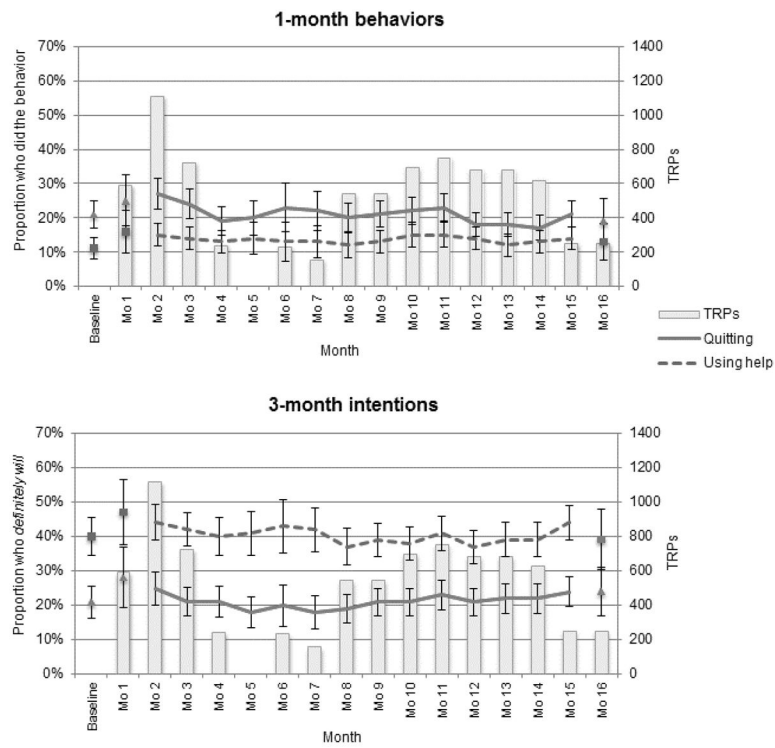 1-month behaviors
70%
60%
50%
40%
30%
20%
10%
0%
Proportion who did the behavior
1400
1200
1000
800
600
400
200
0
TRPs
Baseline
Mo 1
Mo 2
Mo 3
Mo 4
Mo 5
Mo 6
Mo 7
Mo 8
Mo 9
Mo 10
Mo 11
Mo 12
Mo 13
Mo 14
Mo 15
Mo 16
Month
TRPs
Quitting
Using help
3-month intentions
70%
60%
50%
40%
30%
20%
10%
0%
Proportion who definitely will
1400
1200
1000
800
600
400
200
0
TRPs
Baseline
Mo 1
Mo 2
Mo 3
Mo 4
Mo 5
Mo 6
Mo 7
Mo 8
Mo 9
Mo 10
Mo 11
Mo 12
Mo 13
Mo 14
Mo 15
Mo 16
Month